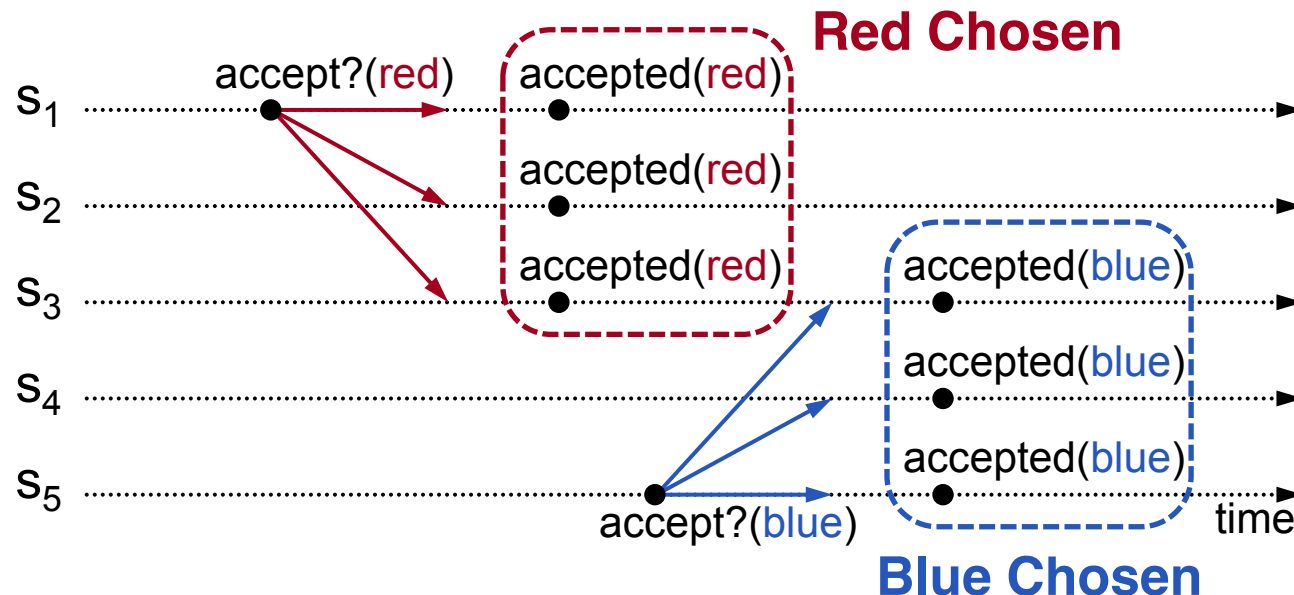 Red Chosen
accept?(red)
accepted(red)
S1
accepted(red)
S2
accepted(red)
accepted(blue)
S3
accepted(blue)
S4
accepted(blue)
S5
accept?(blue)
time
Blue Chosen